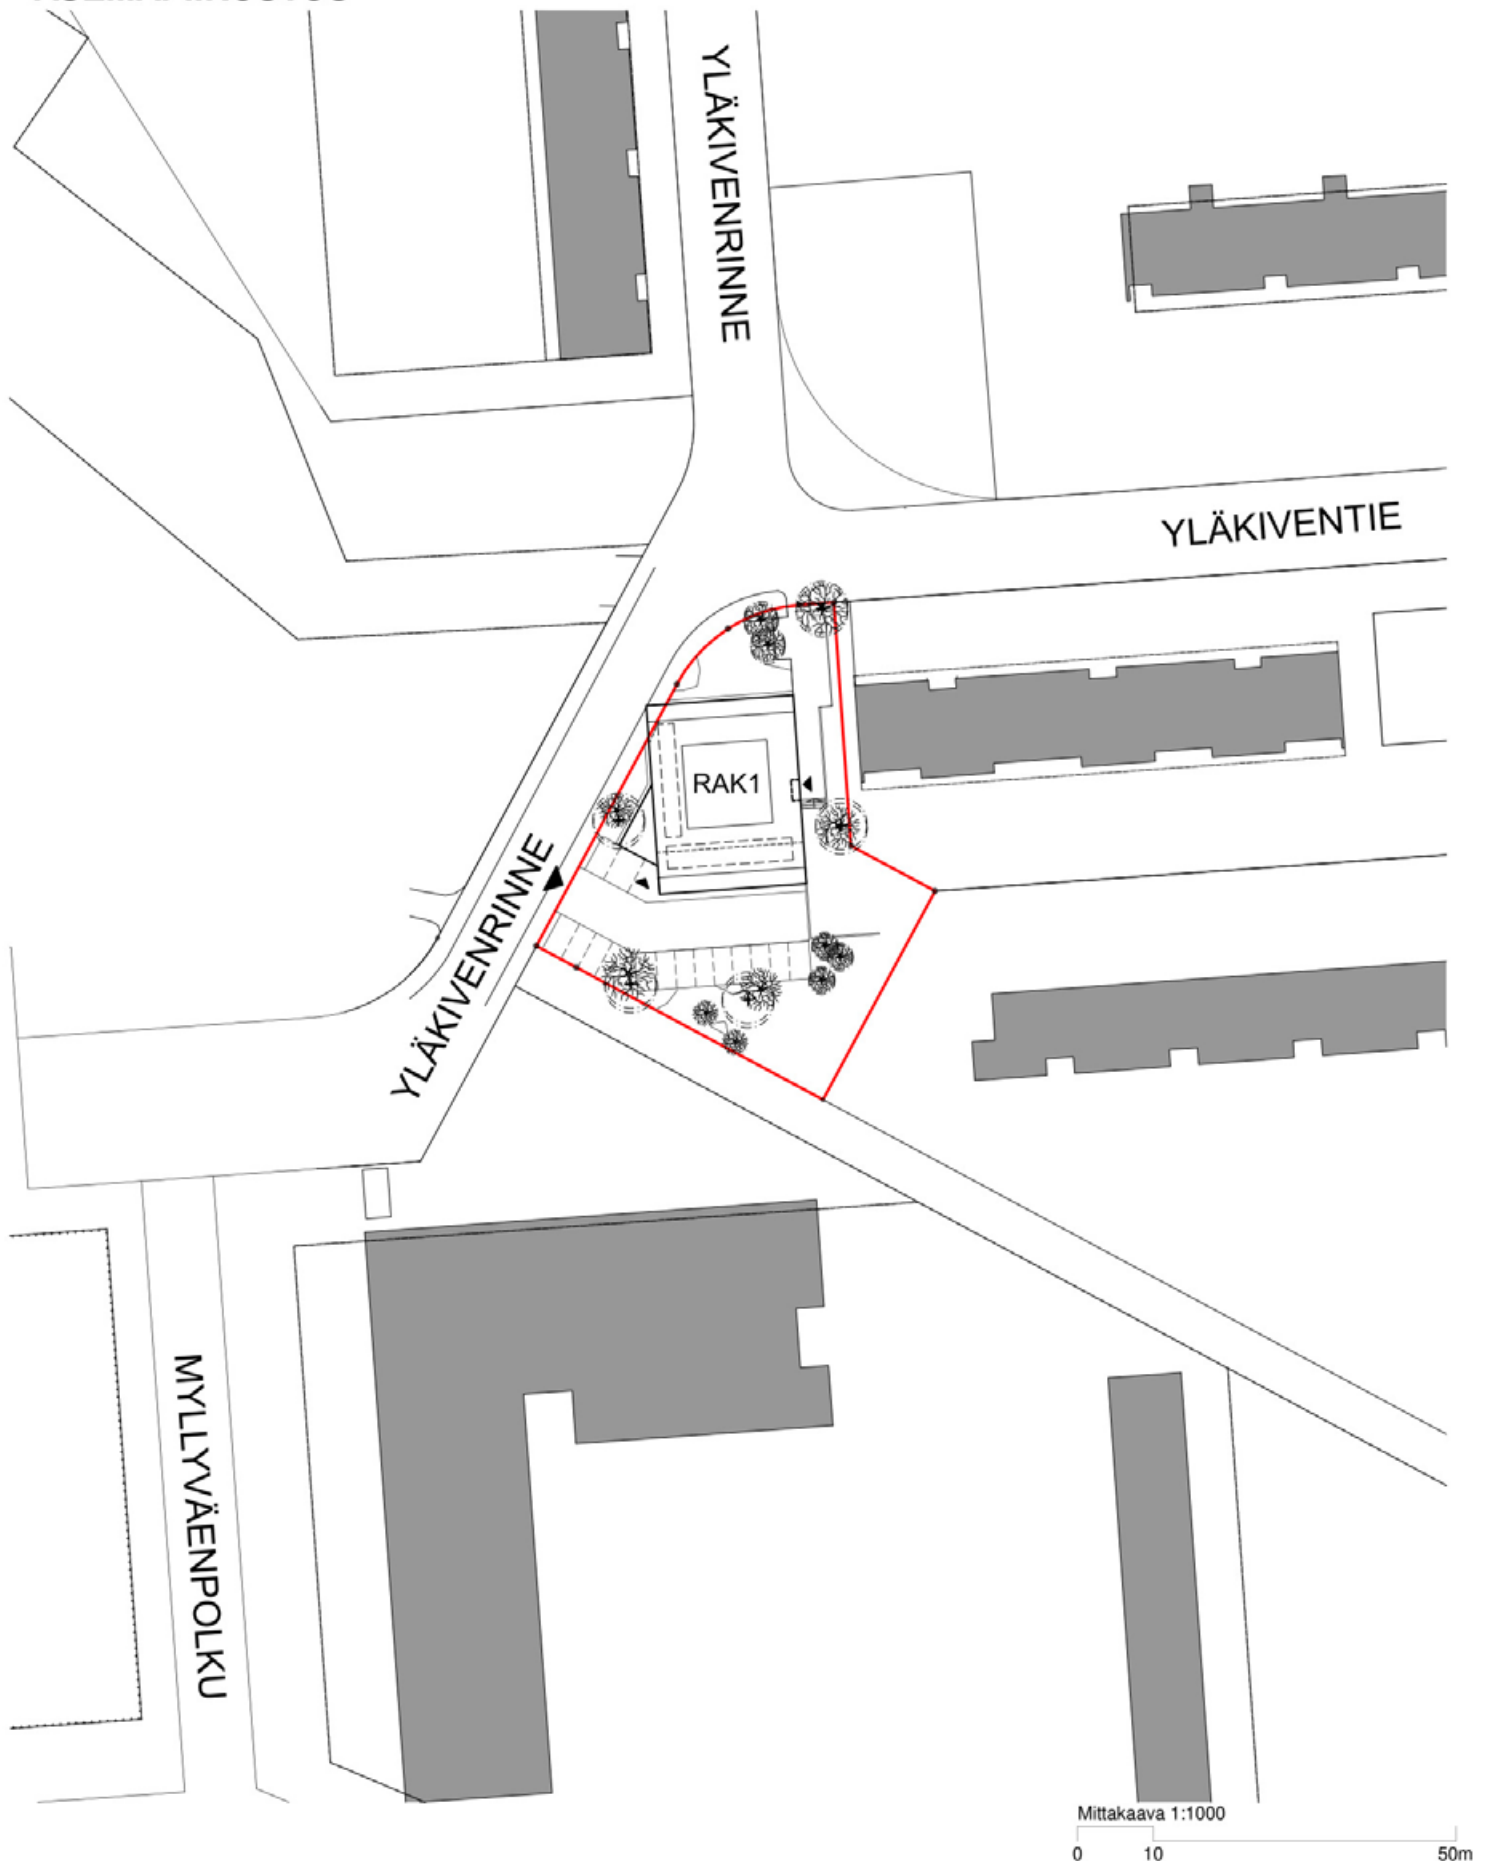 YLÄKIVENRINNE
YLÄKIVENTIE
RAK1
YLÄKIVENRINNE
MYLLYVÄENPOLKU
Mittakaava 1:1000
0 10 50m